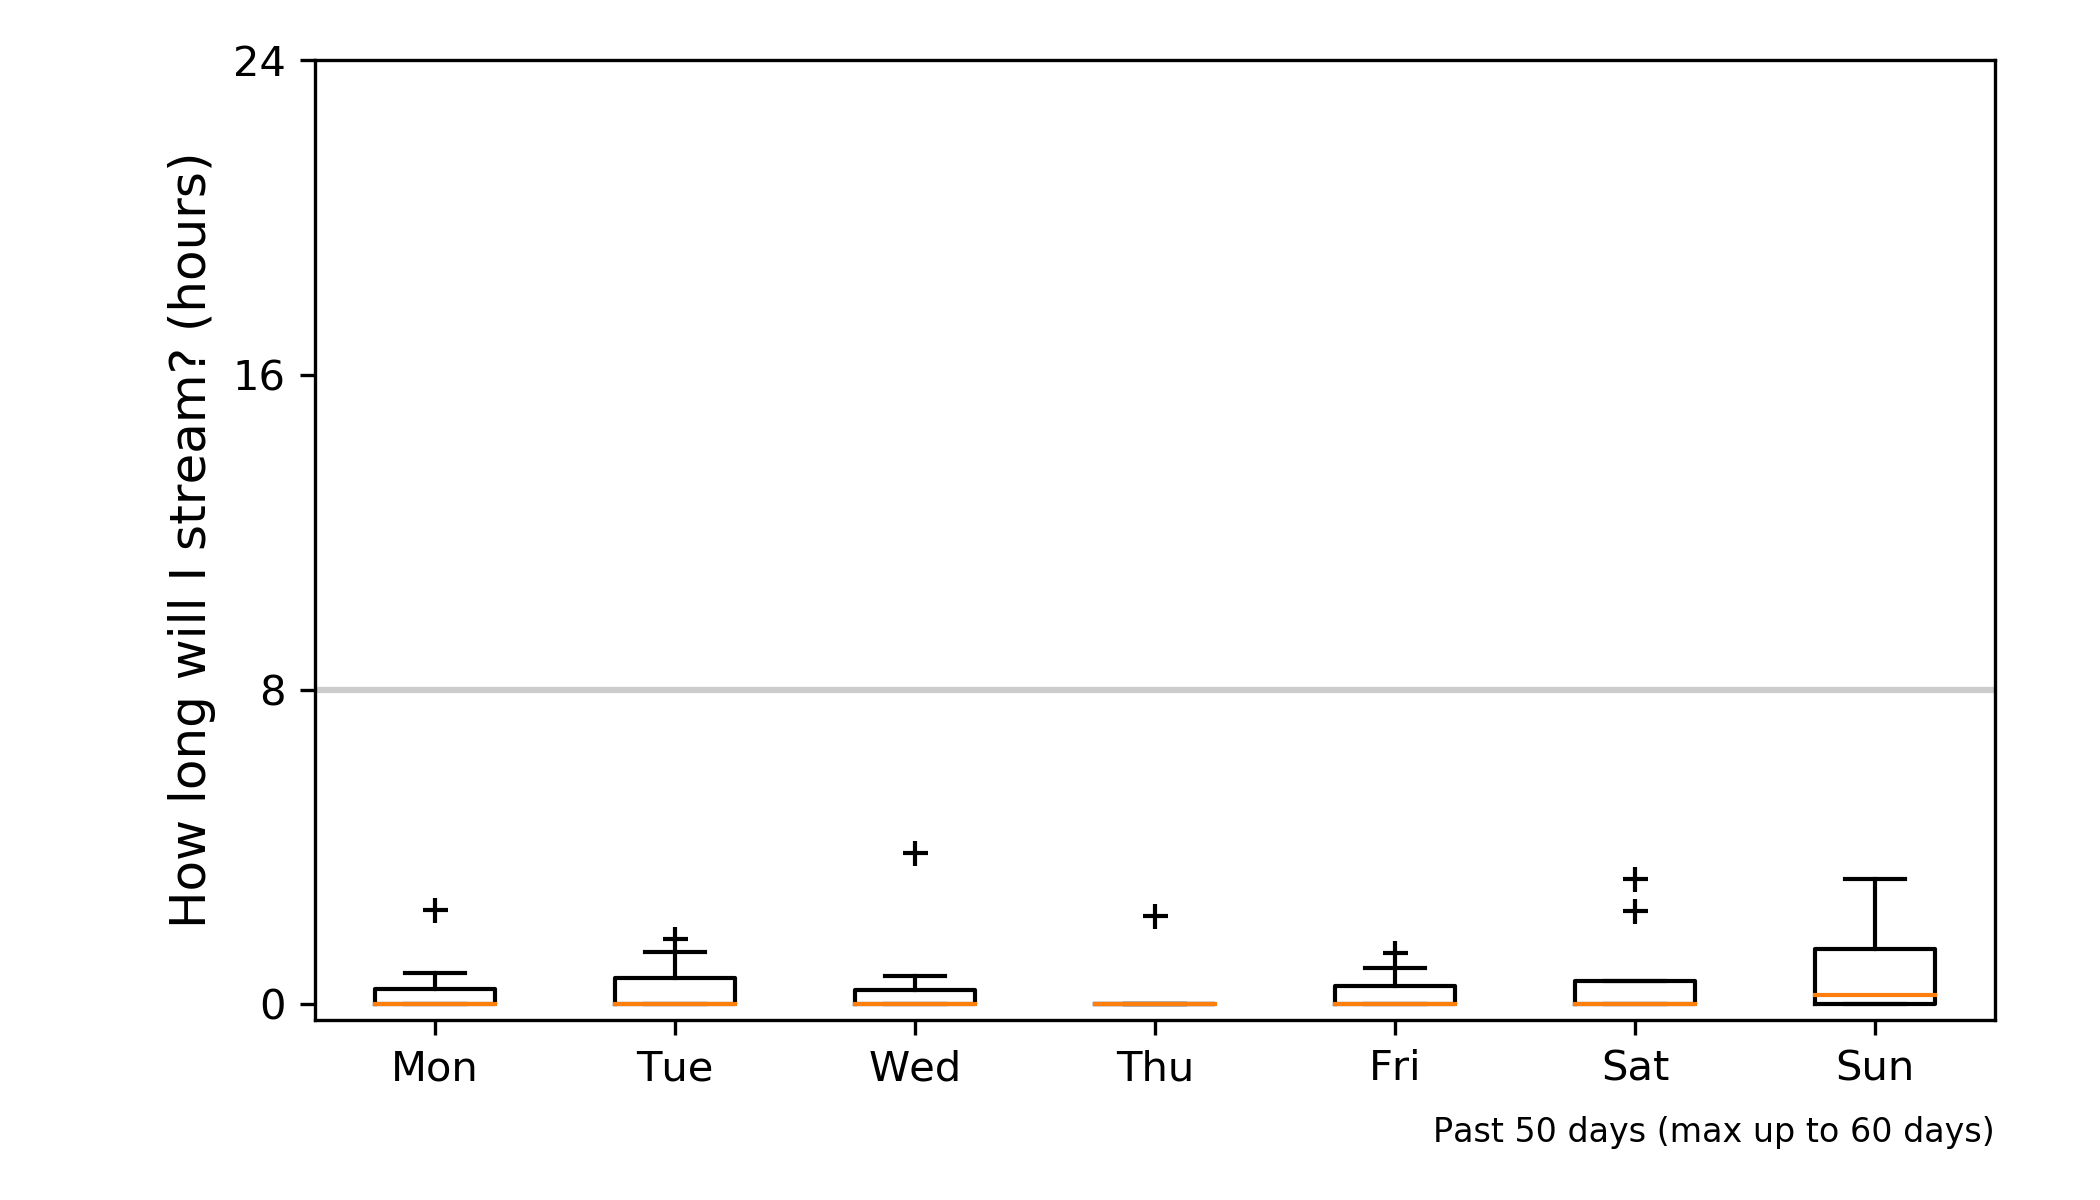 How long will I stream? (hours)
24
16
8
0
Mon Tue Wed Thu Fri Sat Sun
Past 50 days (max up to 60 days)